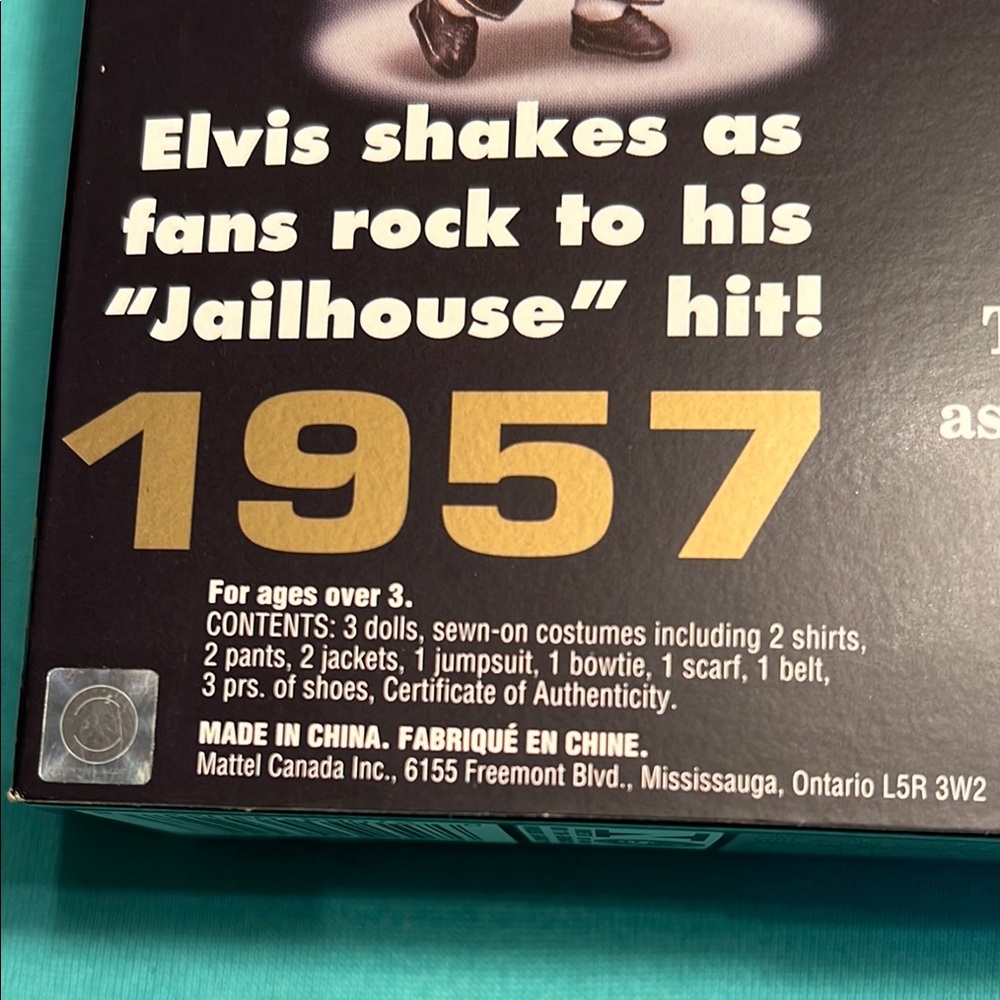 Elvis shakes as
fans rock to his
“Jailhouse” hit!
as
1957
For ages over 3.
CONTENTS: 3 dolls, sewn-on costumes including 2 shirts,
2 pants, 2 jackets, 1 jumpsuit, 1 bowtie, 1 scarf, 1 belt,
3 prs. of shoes, Certificate of Authenticity.
MADE IN CHINA. FABRIQUÉ EN CHINE.
Mattel Canada Inc., 6155 Freemont Blvd., Mississauga, Ontario L5R 3W2